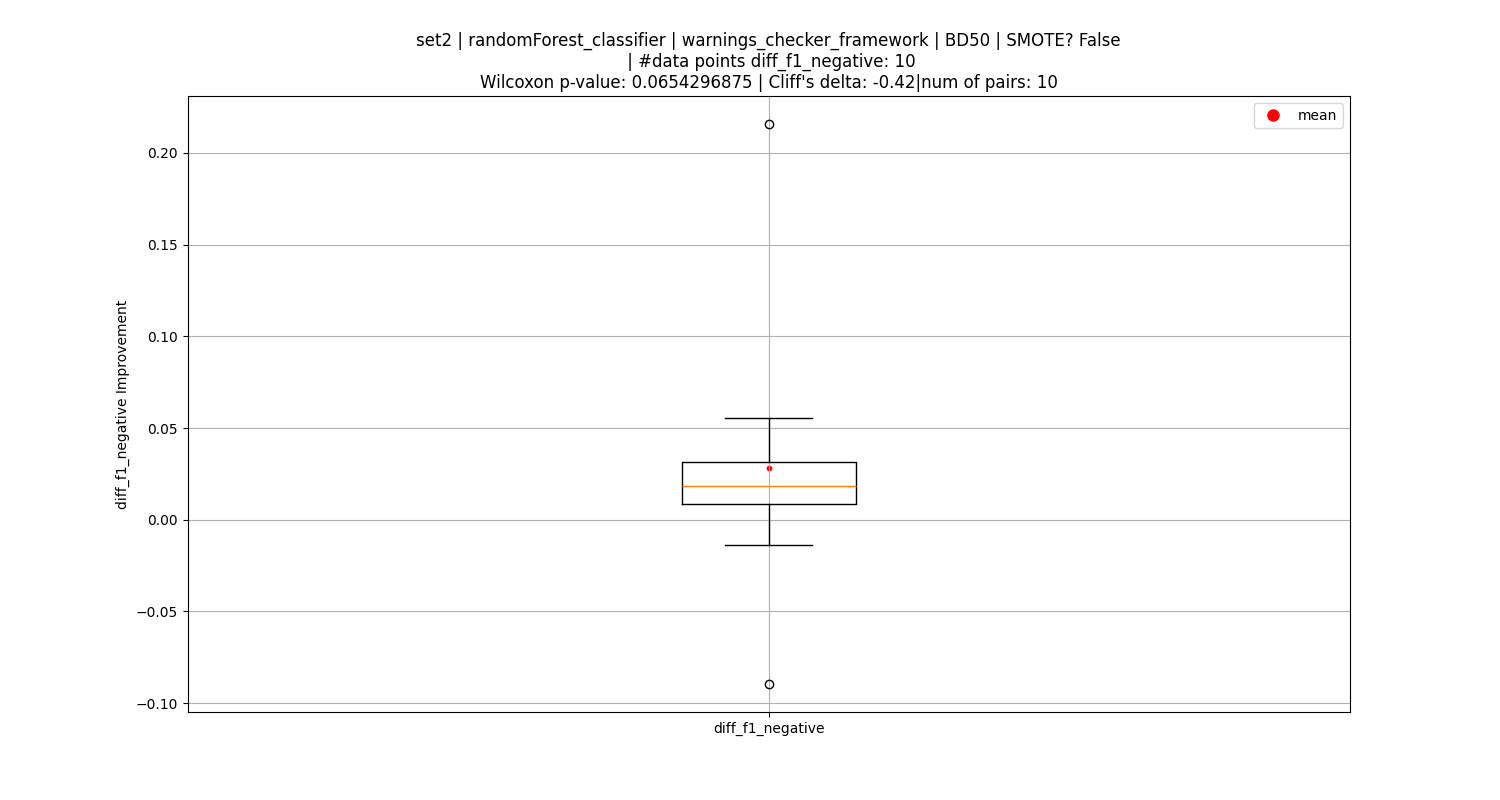 set2 | randomForest_classifier | warnings_checker_framework | BD50 | SMOTE? False
| #data points diff_f1_negative: 10
Wilcoxon p-value: 0.0654296875 | Cliff's delta: -0.42|num of pairs: 10
mean
0.20
0.15
0.10
0.05
0.00
−0.05
−0.10
diff_f1_negative Improvement
diff_f1_negative